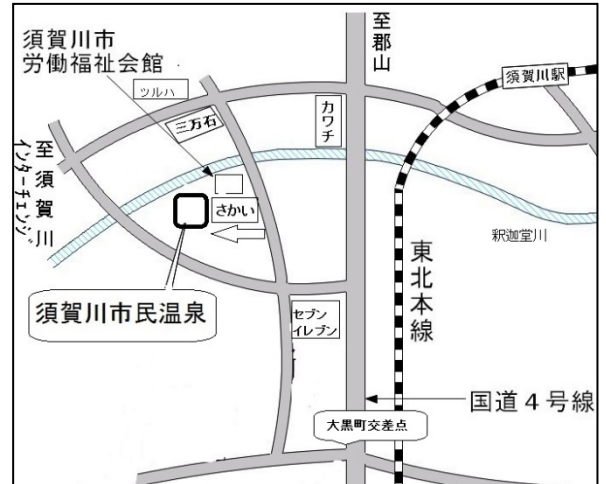 須賀川市
労働福祉会館
ツルハ
三万石
カワチ
至郡山
須賀川駅
至須賀川
インターチェンジ
さかい
釈迦堂川
須賀川市民温泉
セブン
イレブン
東北本線
国道4号線
大黒町交差点